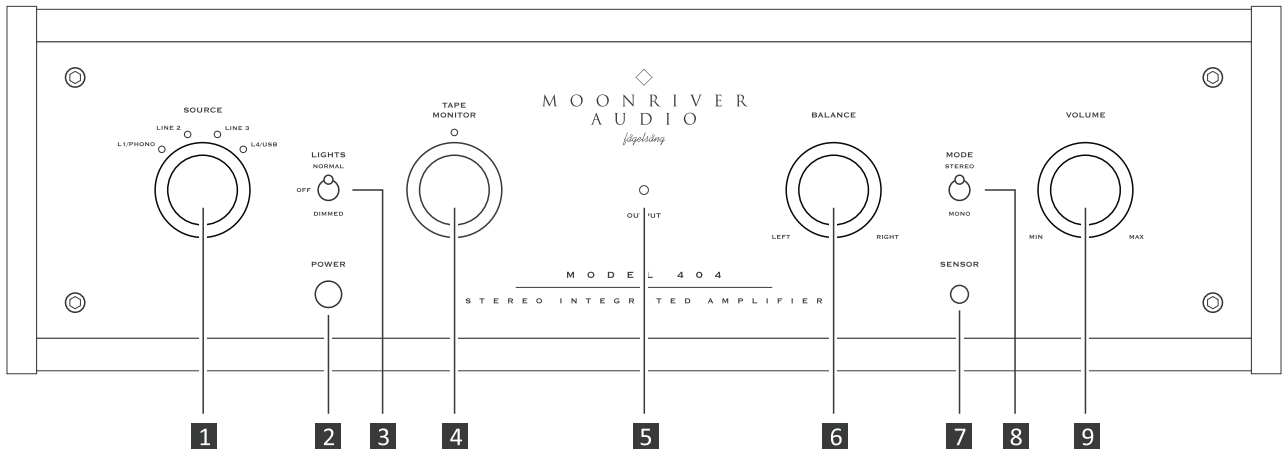 SOURCE
LINE 2
LINE 3
L1/PHONO
L4/USB
LIGHTS
NORMAL
OFF
DIMMED
POWER
TAPE
MONITOR
MOONRIVER
AUDIO
fågelsång
OUTPUT
MODEL 404
STEREO INTEGRATED AMPLIFIER
BALANCE
LEFT
RIGHT
MODE
STEREO
MONO
SENSOR
VOLUME
MIN
MAX
1
2
3
4
5
6
7
8
9